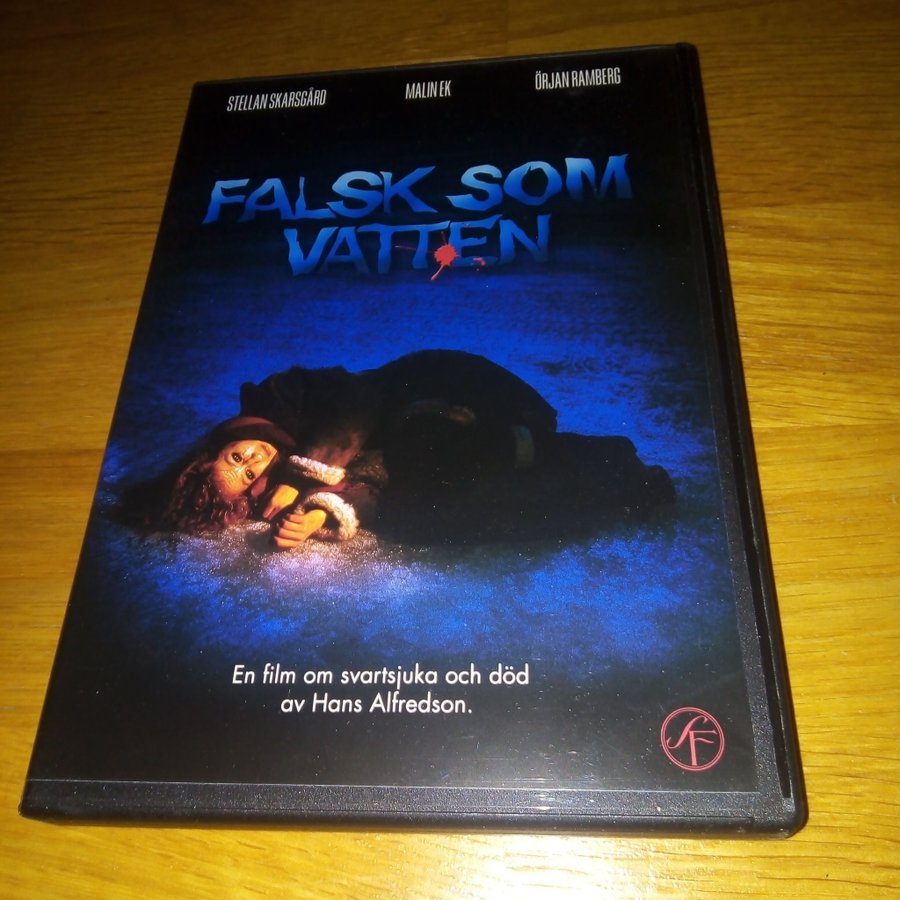 STELLAN SKARSGÅRD MALIN EK ÖRJAN RAMBERG
FALSK SOM
VATTEN
En film om svartsjuka och död
av Hans Alfredson.
SF